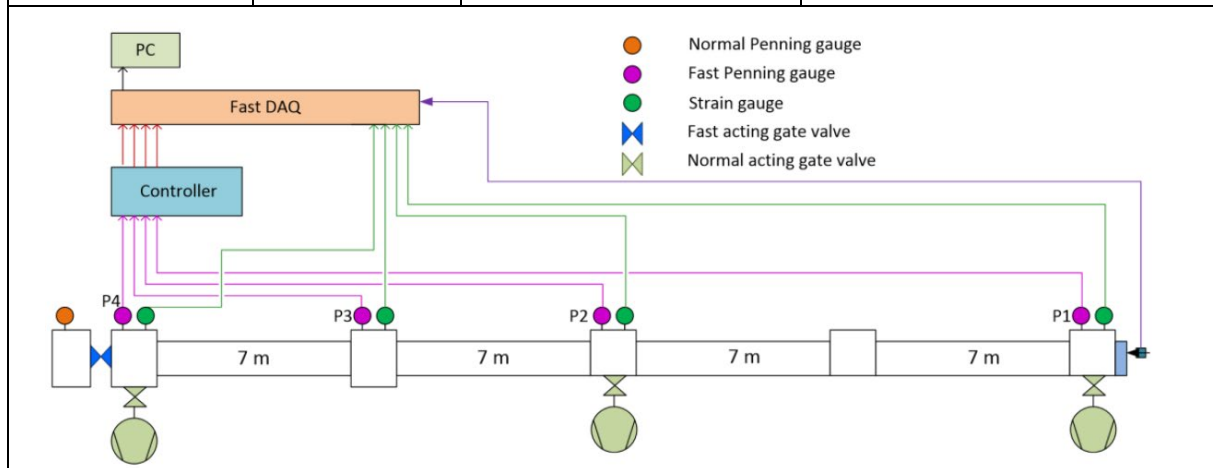 PC
Normal Penning gauge
Fast Penning gauge
Fast DAQ
Strain gauge
Fast acting gate valve
Normal acting gate valve
Controller
P4
P3
P2
P1
7 m
7 m
7 m
7 m